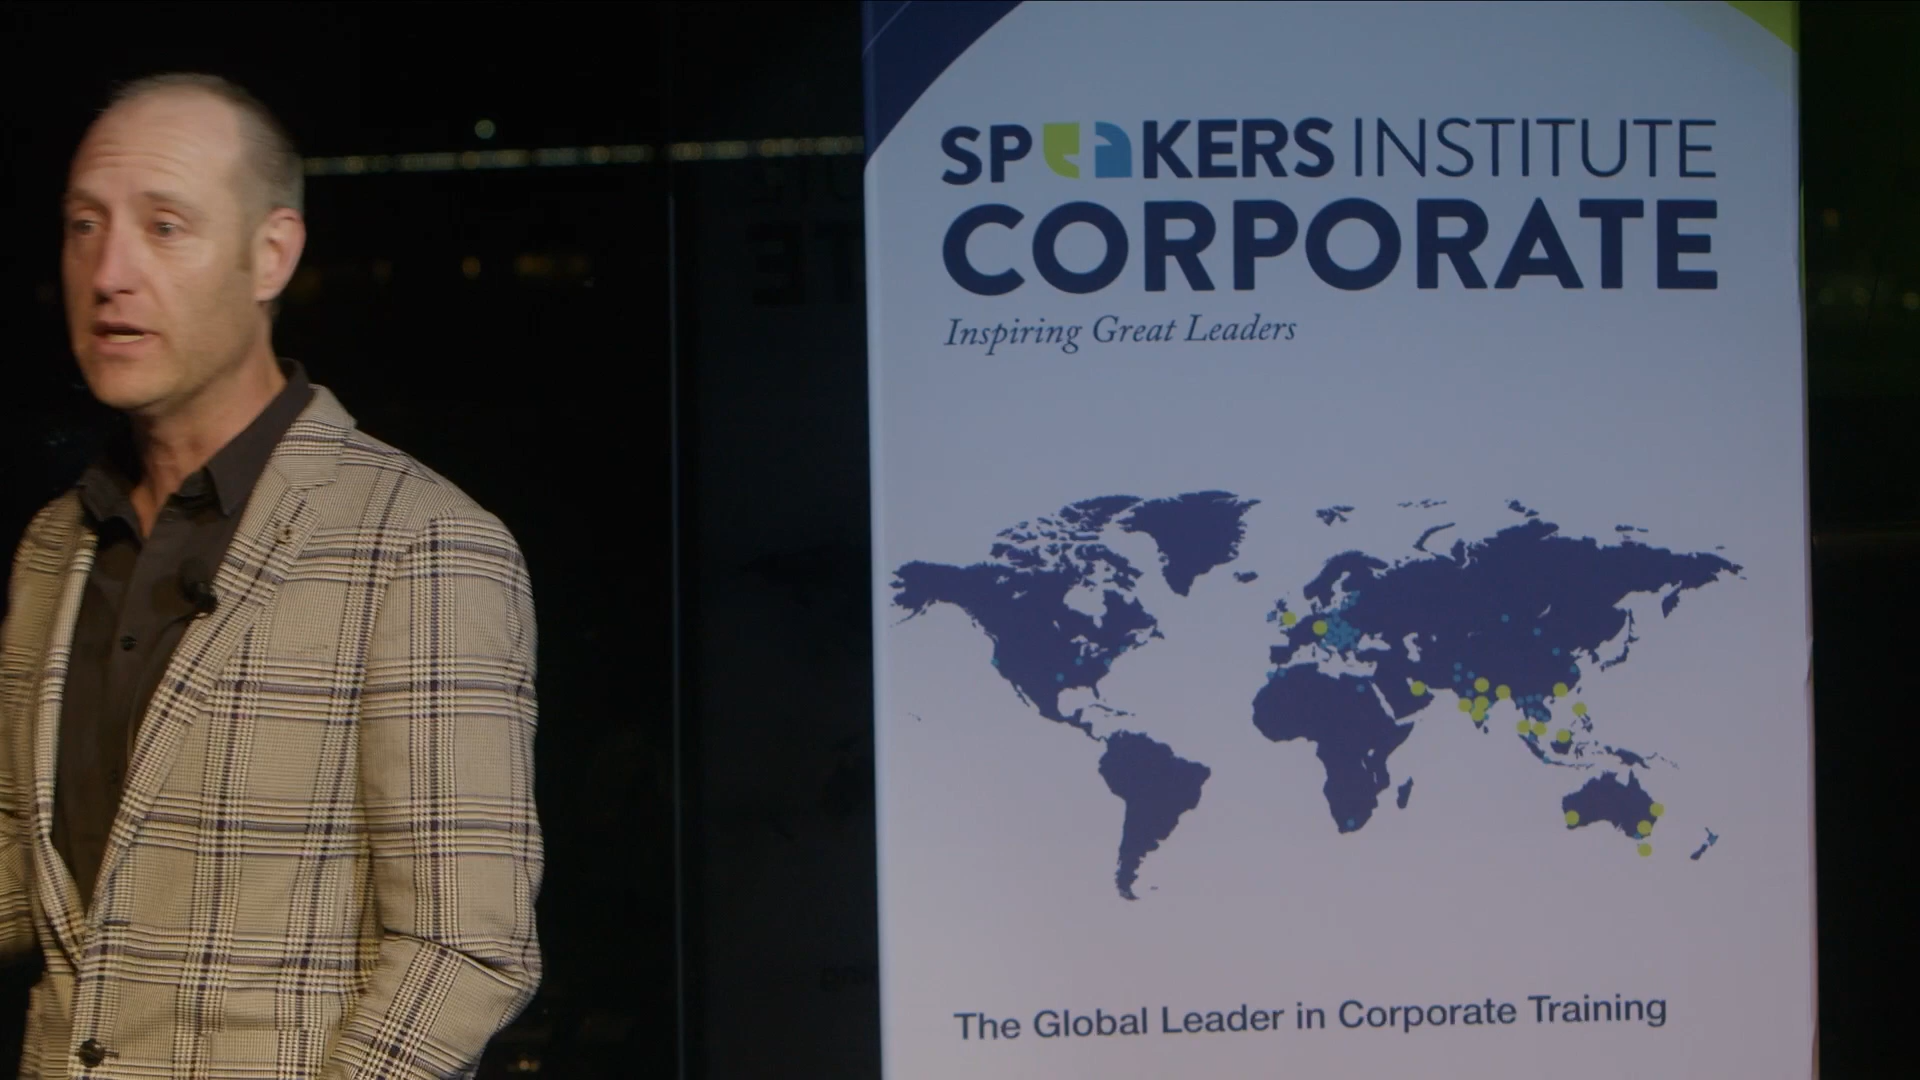 SPEAKERS INSTITUTE
CORPORATE
Inspiring Great Leaders
The Global Leader in Corporate Training